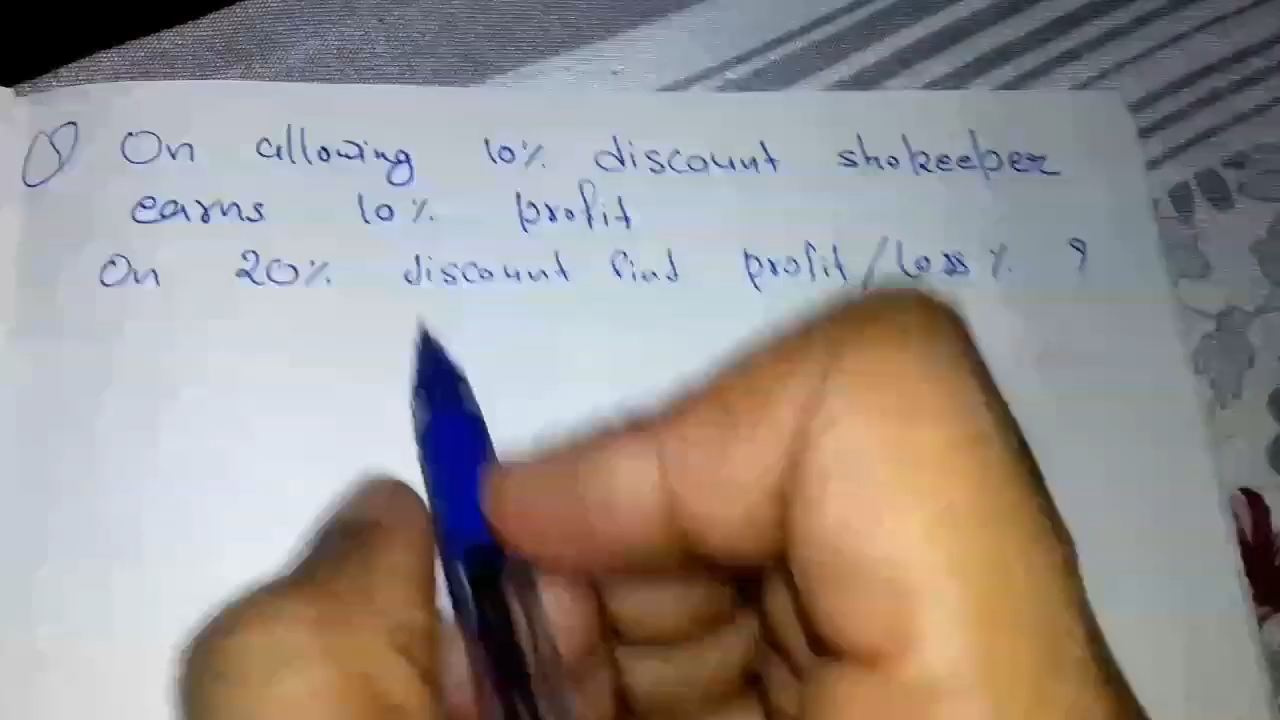 Q On allowing 10% discount shokeeper
earns 10% profit
On 20% discount find profit/loss% ?